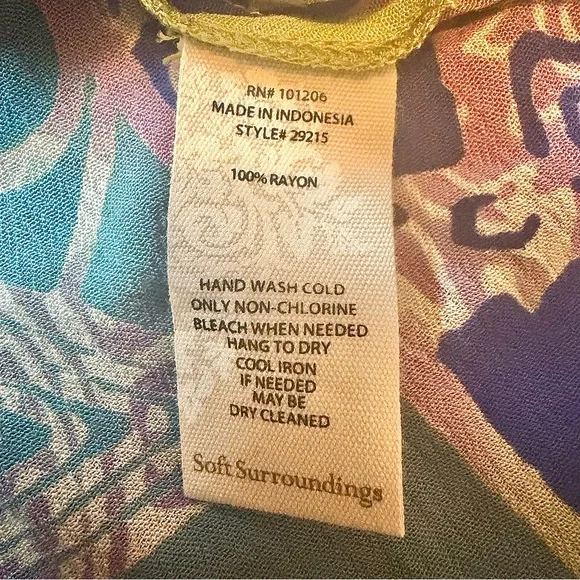 RN# 101206
MADE IN INDONESIA
STYLE# 29215
100% RAYON
HAND WASH COLD
ONLY NON-CHLORINE
BLEACH WHEN NEEDED
HANG TO DRY
COOL IRON
IF NEEDED
MAY BE
DRY CLEANED
Soft Surroundings